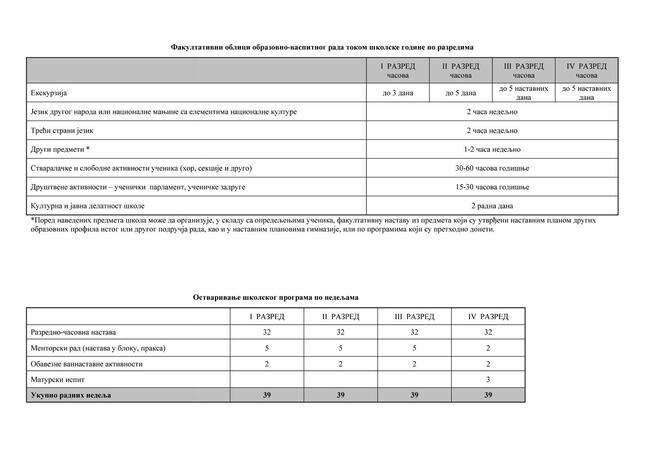 Факултативни облици образовно-васпитног рада током школске године по разредима
I РАЗРЕД часова II РАЗРЕД часова III РАЗРЕД часова IV РАЗРЕД часова
Екскурзија до 3 дана до 5 дана до 5 наставних дана до 5 наставних дана
Језик другог народа или националне мањине са елементима националне културе 2 часа недељно
Трећи страни језик 2 часа недељно
Други предмети * 1-2 часа недељно
Стваралачке и слободне активности ученика (хор, секције и друго) 30-60 часова годишње
Друштвене активности – ученички парламент, ученичке задруге 15-30 часова годишње
Културна и јавна делатност школе 2 радна дана
*Поред наведених предмета школа може да организује, у складу са опредељењима ученика, факултативну наставу из предмета који су утврђени наставним планом других
образовних профила истог или другог подручја рада, као и у наставним плановима гимназије, или по програмима који су претходно донети.
Остваривање школског програма по недељама
I РАЗРЕД II РАЗРЕД III РАЗРЕД IV РАЗРЕД
Разредно-часовна настава 32 32 32 32
Менторски рад (настава у блоку, пракса) 5 5 5 2
Обавезне ваннаставне активности 2 2 2 2
Матурски испит 3
Укупно радних недеља 39 39 39 39